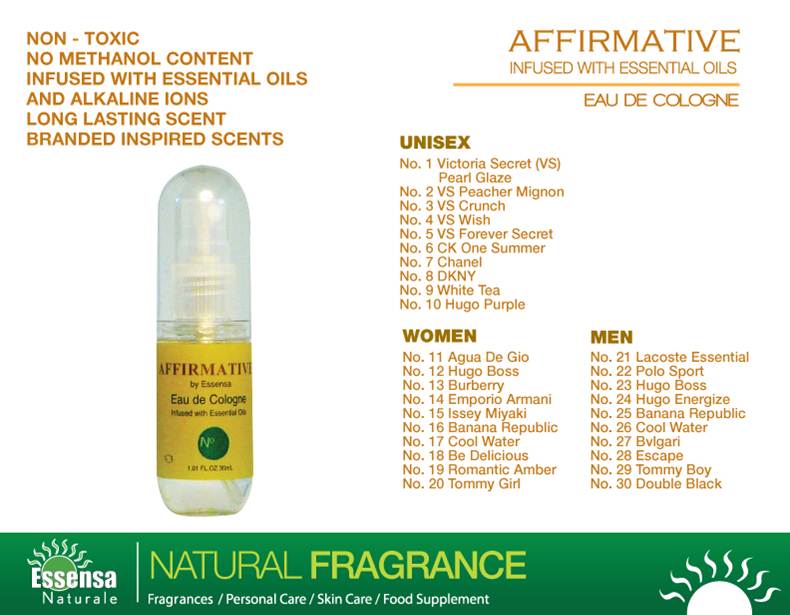 NON - TOXIC
NO METHANOL CONTENT
INFUSED WITH ESSENTIAL OILS
AND ALKALINE IONS
LONG LASTING SCENT
BRANDED INSPIRED SCENTS
AFFIRMATIVE
INFUSED WITH ESSENTIAL OILS
EAU DE COLOGNE
UNISEX
No. 1 Victoria Secret (VS)
Pearl Glaze
No. 2 VS Peacher Mignon
No. 3 VS Crunch
No. 4 VS Wish
No. 5 VS Forever Secret
No. 6 CK One Summer
No. 7 Chanel
No. 8 DKNY
No. 9 White Tea
No. 10 Hugo Purple
WOMEN
No. 11 Agua De Gio
No. 12 Hugo Boss
No. 13 Burberry
No. 14 Emporio Armani
No. 15 Issey Miyaki
No. 16 Banana Republic
No. 17 Cool Water
No. 18 Be Delicious
No. 19 Romantic Amber
No. 20 Tommy Girl
MEN
No. 21 Lacoste Essential
No. 22 Polo Sport
No. 23 Hugo Boss
No. 24 Hugo Energize
No. 25 Banana Republic
No. 26 Cool Water
No. 27 Bvlgari
No. 28 Escape
No. 29 Tommy Boy
No. 30 Double Black
AFFIRMATIVE
by Essensa
Eau de Cologne
Infused with Essential Oils
Nº
1.01 FL.OZ.30mL
Essensa
Naturale
NATURAL FRAGRANCE
Fragrances / Personal Care / Skin Care / Food Supplement